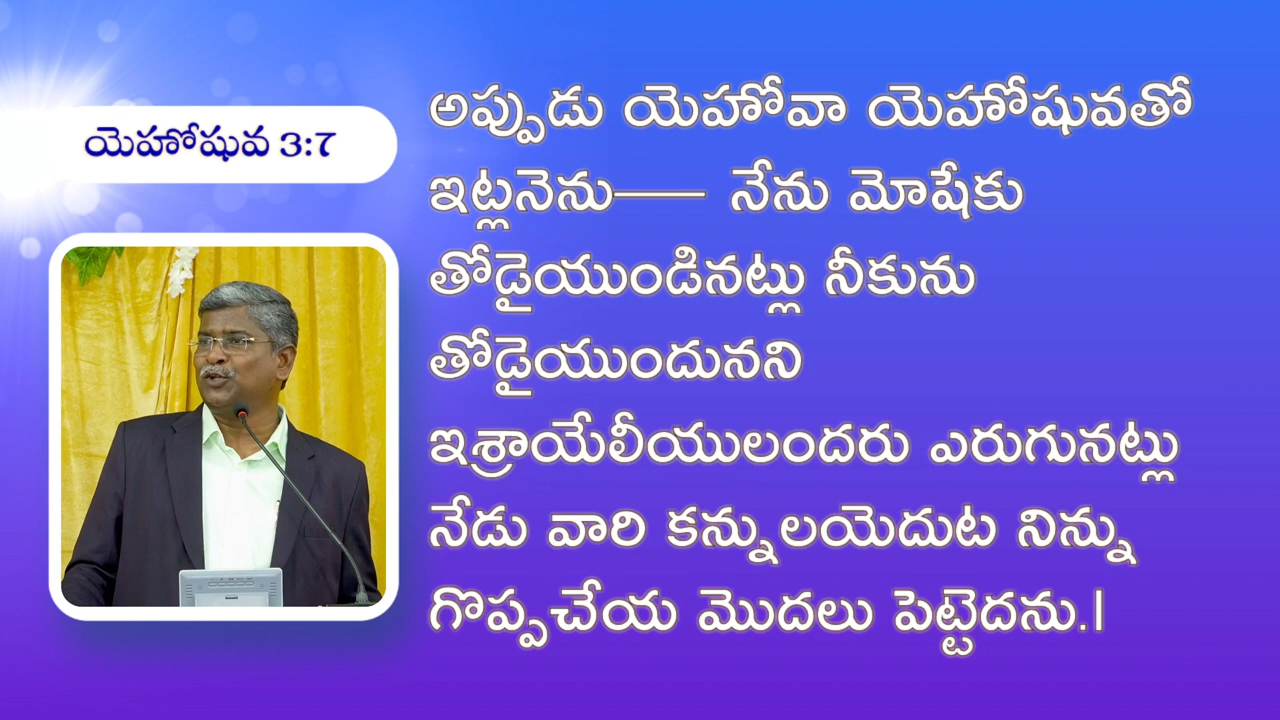 యెహోషువ 3:7
అప్పుడు యెహోవా యెహోషువతో
ఇట్లనెను—— నేను మోషేకు
తోడైయుండినట్లు నీకును
తోడైయుందునని
ఇశ్రాయేలీయులందరు ఎరుగునట్లు
నేడు వారి కన్నులయెదుట నిన్ను
గొప్పచేయ మొదలు పెట్టెదను.|